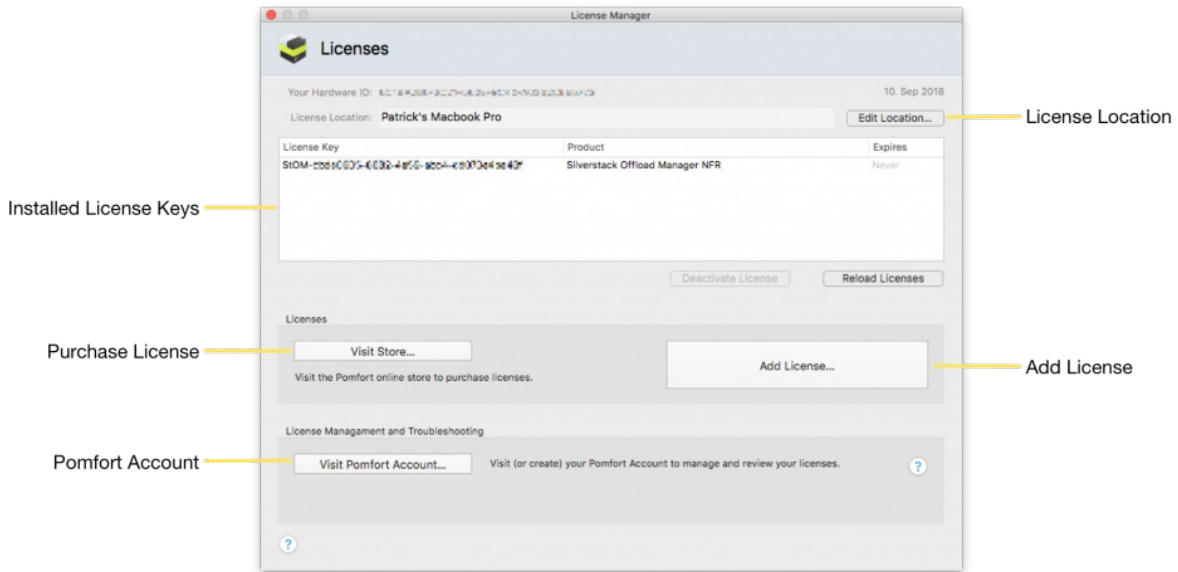 License Manager
Licenses
Your Hardware ID:
10. Sep 2018
License Location: Patrick's Macbook Pro
Edit Location...
License Location
License Key Product Expires
Silverstack Offload Manager NFR Never
Installed License Keys
Deactivate License Reload Licenses
Licenses
Purchase License
Visit Store...
Add License...
Add License
Visit the Pomfort online store to purchase licenses.
License Managament and Troubleshooting
Pomfort Account
Visit Pomfort Account...
Visit (or create) your Pomfort Account to manage and review your licenses.
?
?